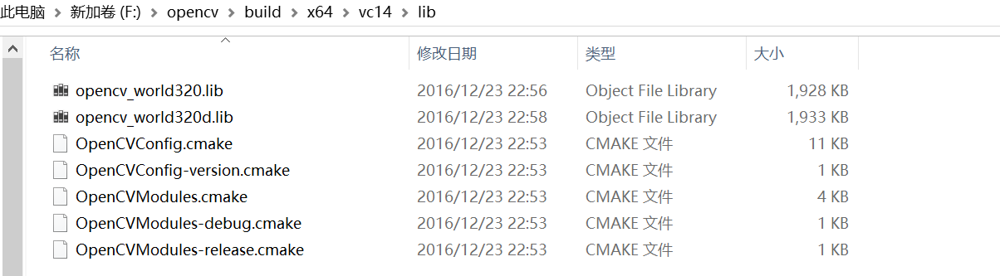 此电脑 > 新加卷 (F:) > opencv > build > x64 > vc14 > lib
名称 修改日期 类型 大小
opencv_world320.lib 2016/12/23 22:56 Object File Library 1,928 KB
opencv_world320d.lib 2016/12/23 22:58 Object File Library 1,933 KB
OpenCVConfig.cmake 2016/12/23 22:53 CMAKE 文件 11 KB
OpenCVConfig-version.cmake 2016/12/23 22:53 CMAKE 文件 1 KB
OpenCVModules.cmake 2016/12/23 22:53 CMAKE 文件 4 KB
OpenCVModules-debug.cmake 2016/12/23 22:53 CMAKE 文件 1 KB
OpenCVModules-release.cmake 2016/12/23 22:53 CMAKE 文件 1 KB